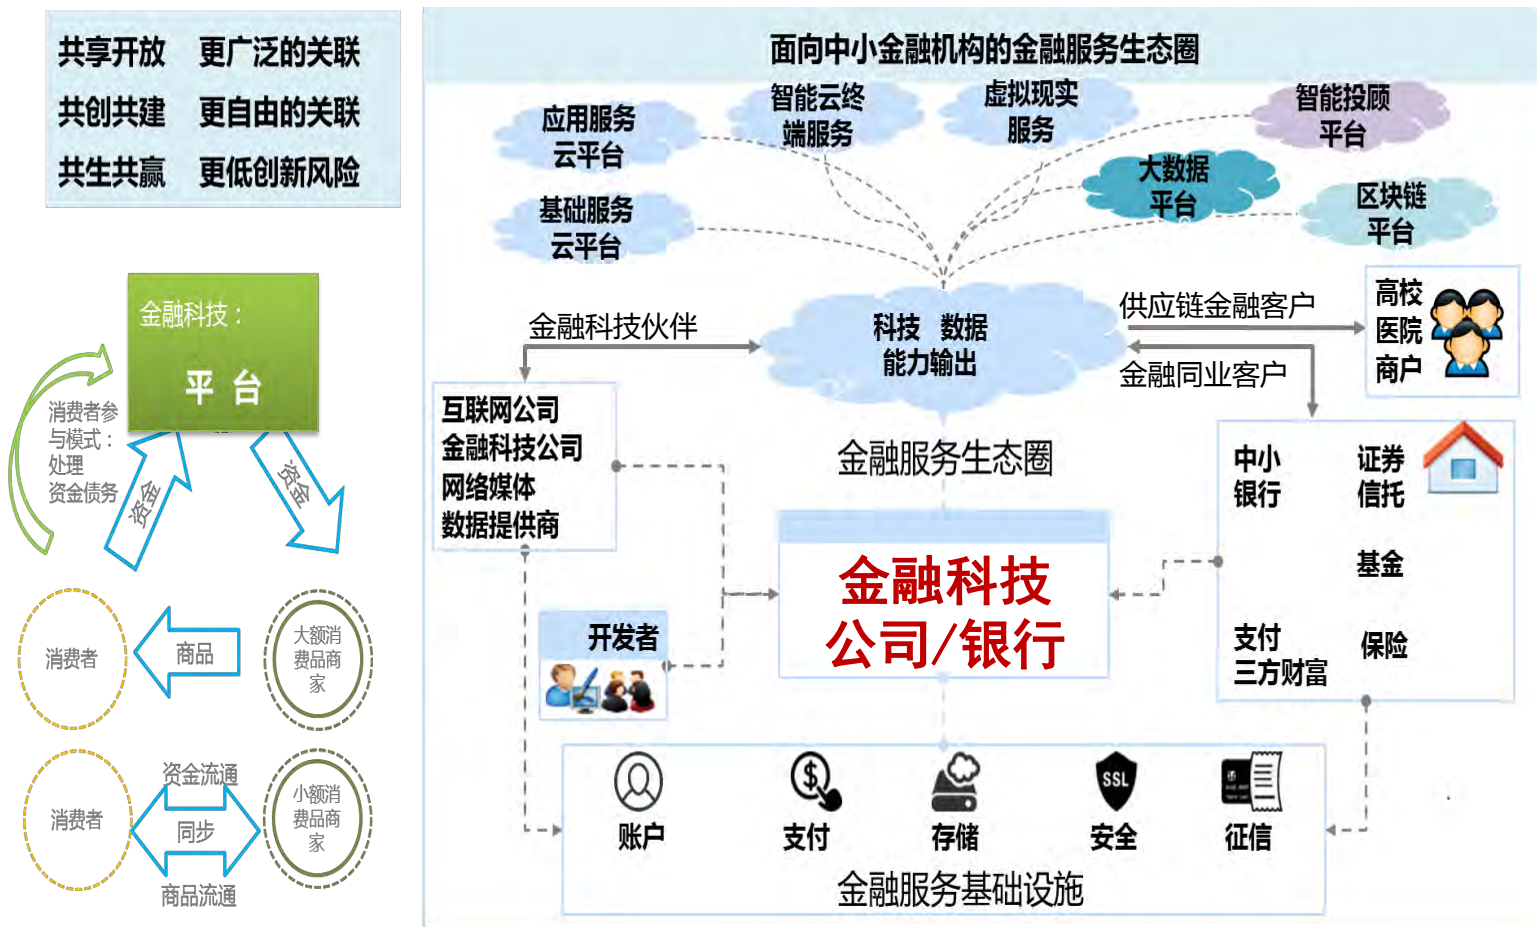 共享开放 更广泛的关联
共创共建 更自由的关联
共生共赢 更低创新风险
金融科技：
平 台
消费者参
与模式：
处理
资金债务
资金
资金
消费者
商品
大额消
费品商
家
消费者
资金流通
同步
商品流通
小额消
费品商
家
面向中小金融机构的金融服务生态圈
应用服务
云平台
智能云终
端服务
虚拟现实
服务
智能投顾
平台
大数据
平台
基础服务
云平台
区块链
平台
科技 数据
能力输出
金融科技伙伴
供应链金融客户
金融同业客户
高校
医院
商户
互联网公司
金融科技公司
网络媒体
数据提供商
金融服务生态圈
中小
银行
证券
信托
基金
支付
三方财富
保险
金融科技
公司/银行
开发者
SSL
账户
支付
存储
安全
征信
金融服务基础设施